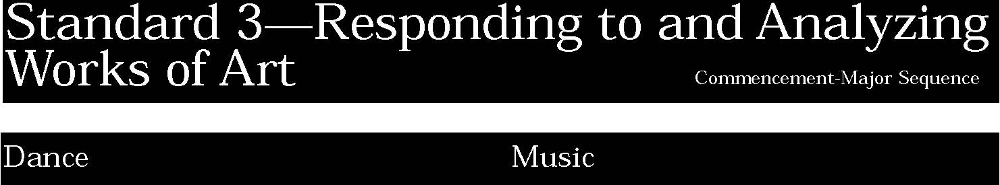 Standard 3—Responding to and Analyzing
Works of Art
Commencement-Major Sequence
Dance
Music